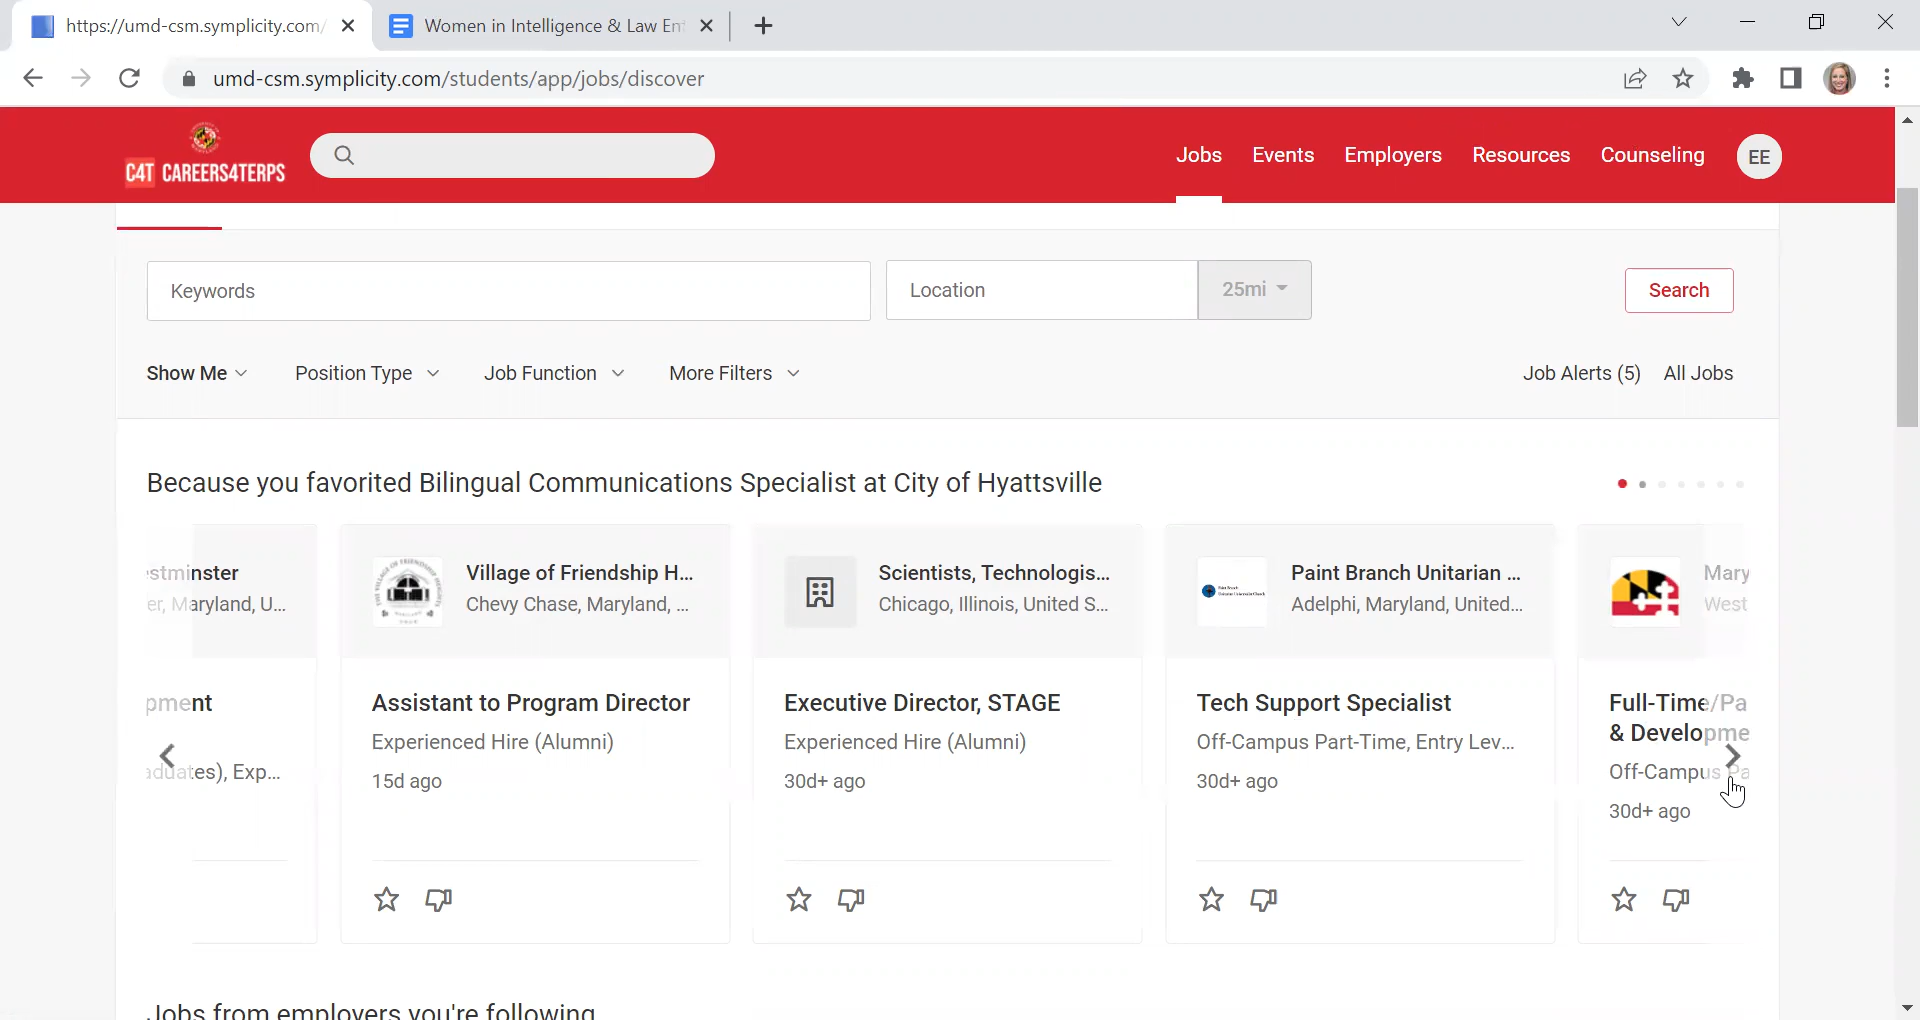 https://umd-csm.symplicity.com/
Women in Intelligence & Law En
umd-csm.symplicity.com/students/app/jobs/discover
C4T CAREERS4TERPS
Jobs
Events
Employers
Resources
Counseling
EE
Keywords
Location
25mi
Search
Show Me
Position Type
Job Function
More Filters
Job Alerts (5)
All Jobs
Because you favorited Bilingual Communications Specialist at City of Hyattsville
estminster
er, Maryland, U...
pment
aduates), Exp...
Village of Friendship H...
Chevy Chase, Maryland, ...
Assistant to Program Director
Experienced Hire (Alumni)
15d ago
Scientists, Technologis...
Chicago, Illinois, United S...
Executive Director, STAGE
Experienced Hire (Alumni)
30d+ ago
Paint Branch Unitarian ...
Adelphi, Maryland, United...
Tech Support Specialist
Off-Campus Part-Time, Entry Lev...
30d+ ago
Mary
West
Full-Time/Pa
& Developme
Off-Campus Pa
30d+ ago
Jobs from employers you're following